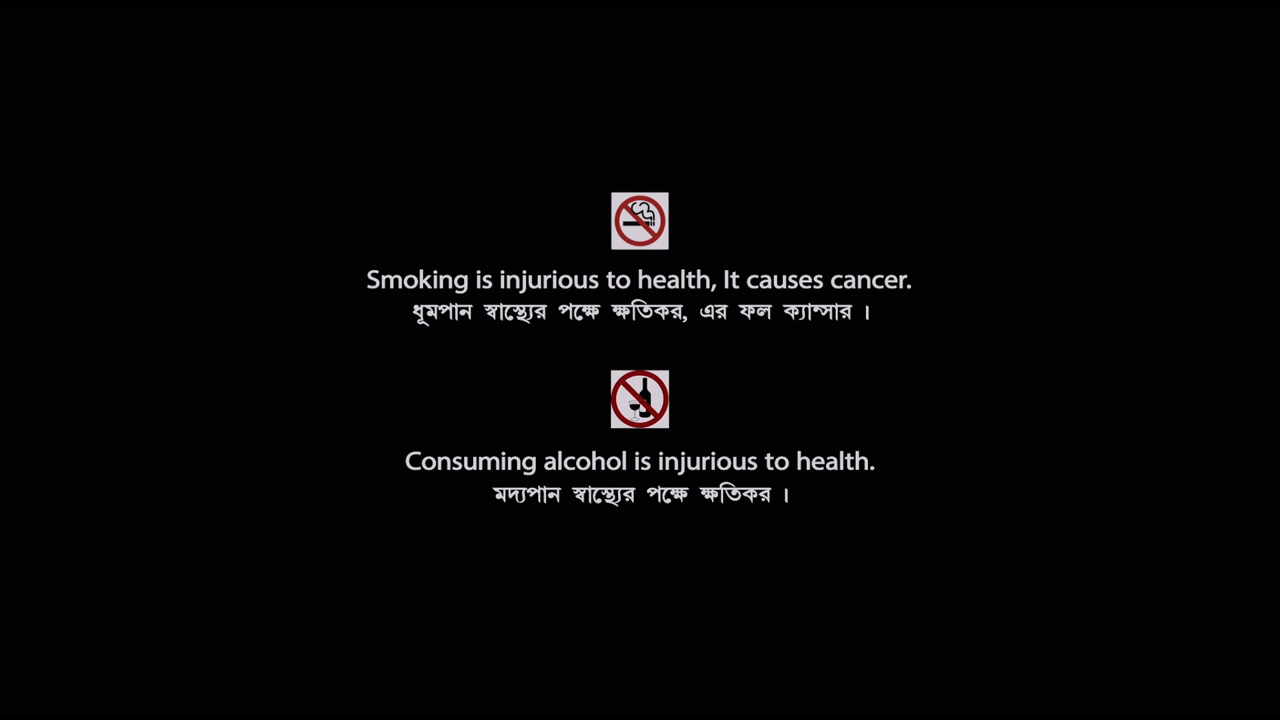 Smoking is injurious to health, It causes cancer.
ধূমপান স্বাস্থ্যের পক্ষে ক্ষতিকর, এর ফল ক্যান্সার ।
Consuming alcohol is injurious to health.
মদ্যপান স্বাস্থ্যের পক্ষে ক্ষতিকর ।